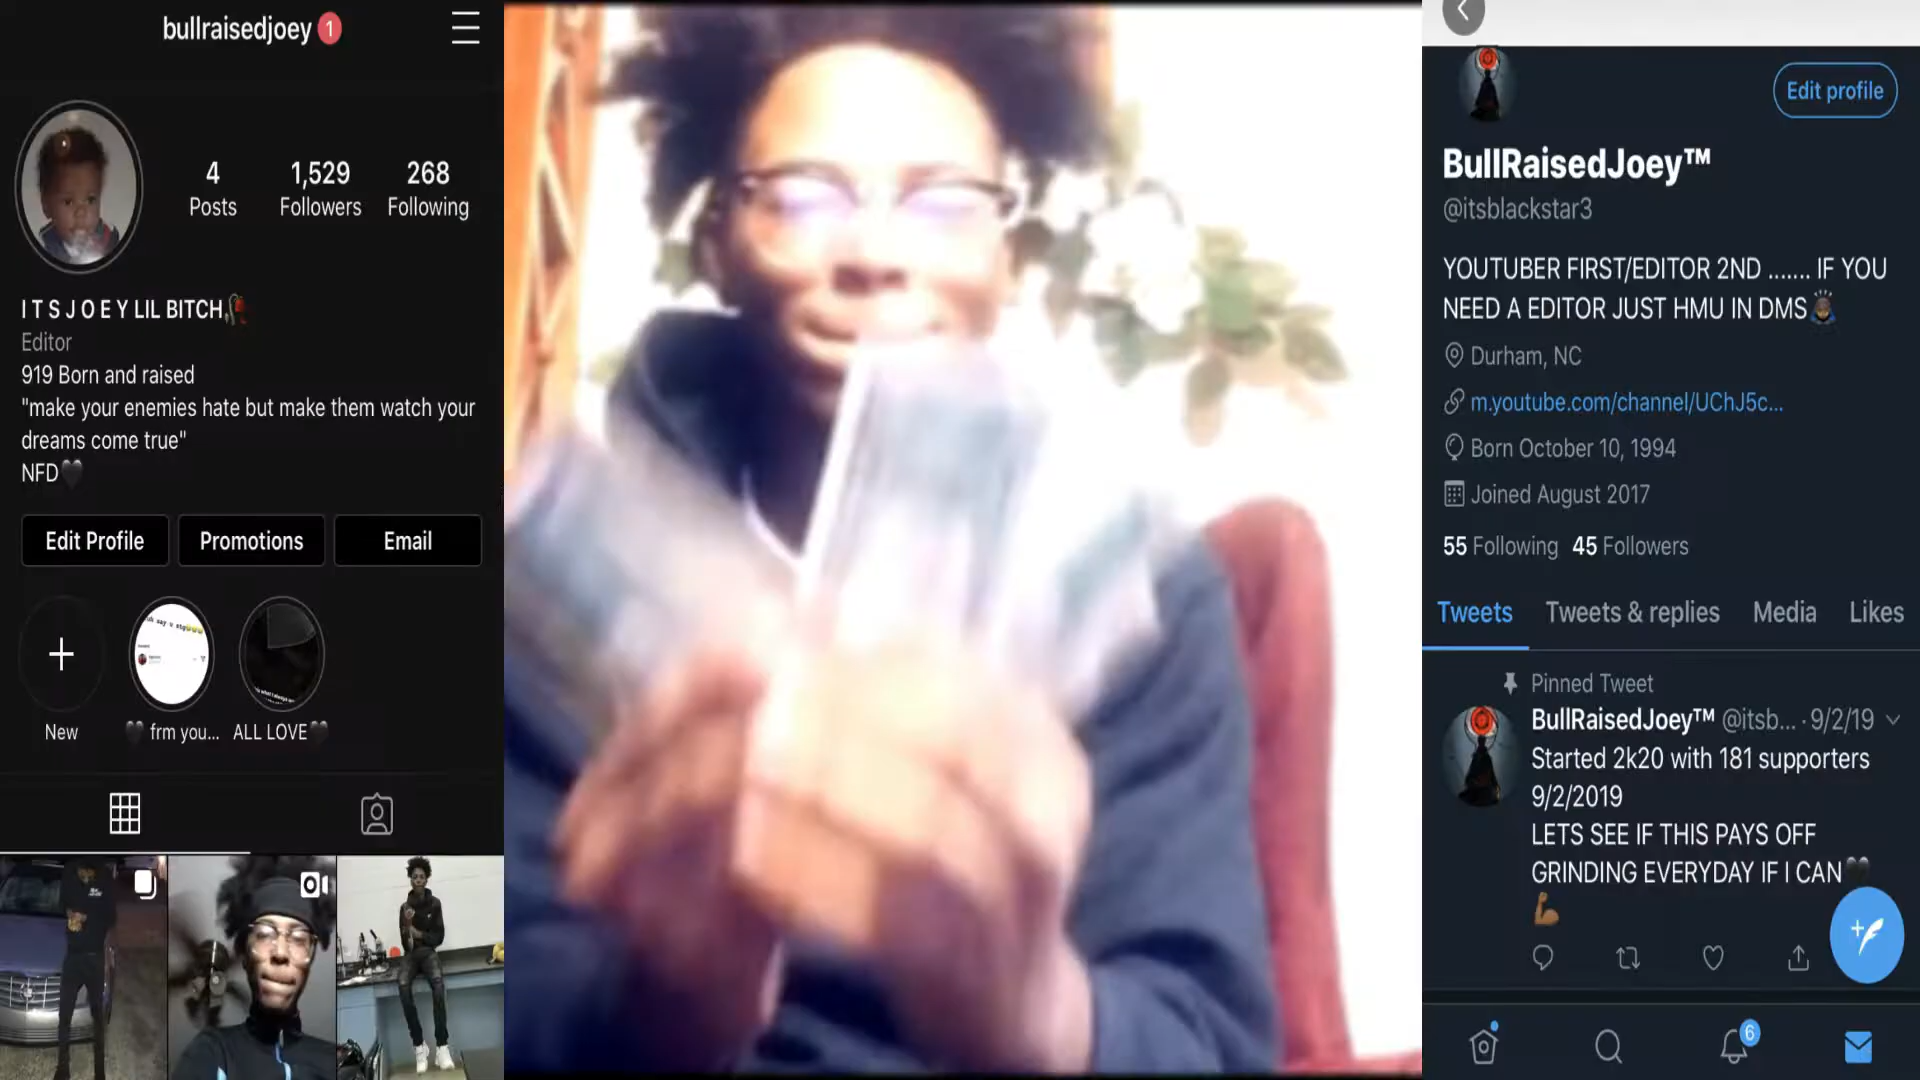 bullraisedjoey 1
4 1,529 268
Posts Followers Following
I T S J O E Y LIL BITCH🥀
Editor
919 Born and raised
"make your enemies hate but make them watch your
dreams come true"
NFD🖤
Edit Profile Promotions Email
New 🖤 frm you... ALL LOVE🖤
Edit profile
BullRaisedJoey™
@itsblackstar3
YOUTUBER FIRST/EDITOR 2ND ....... IF YOU
NEED A EDITOR JUST HMU IN DMS
Durham, NC
m.youtube.com/channel/UChJ5c...
Born October 10, 1994
Joined August 2017
55 Following 45 Followers
Tweets Tweets & replies Media Likes
Pinned Tweet
BullRaisedJoey™ @itsb... · 9/2/19
Started 2k20 with 181 supporters
9/2/2019
LETS SEE IF THIS PAYS OFF
GRINDING EVERYDAY IF I CAN🖤
💪🏾
6